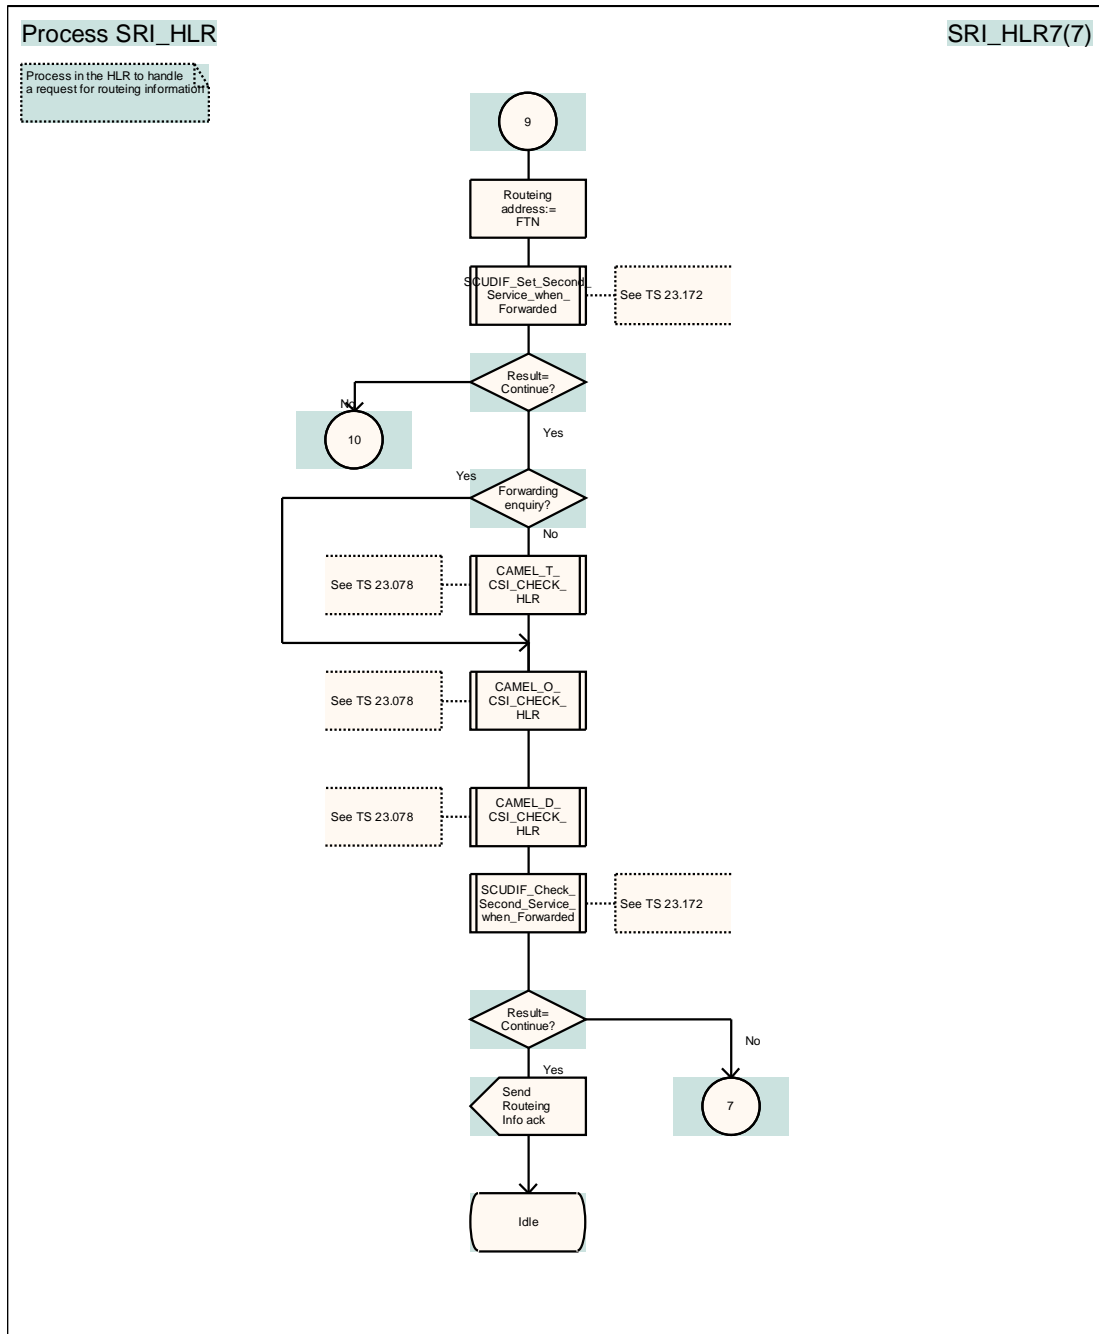 Process SRI_HLR
SRI_HLR7(7)
Process in the HLR to handle
a request for routeing information
9
Routeing
address:=
FTN
SCUDIF_Set_Second_
Service_when_
Forwarded
See TS 23.172
Result=
Continue?
No
10
Yes
Yes
Forwarding
enquiry?
No
See TS 23.078
CAMEL_T_
CSI_CHECK_
HLR
See TS 23.078
CAMEL_O_
CSI_CHECK_
HLR
See TS 23.078
CAMEL_D_
CSI_CHECK_
HLR
SCUDIF_Check_
Second_Service_
when_Forwarded
See TS 23.172
Result=
Continue?
No
Yes
Send
Routeing
Info ack
7
Idle